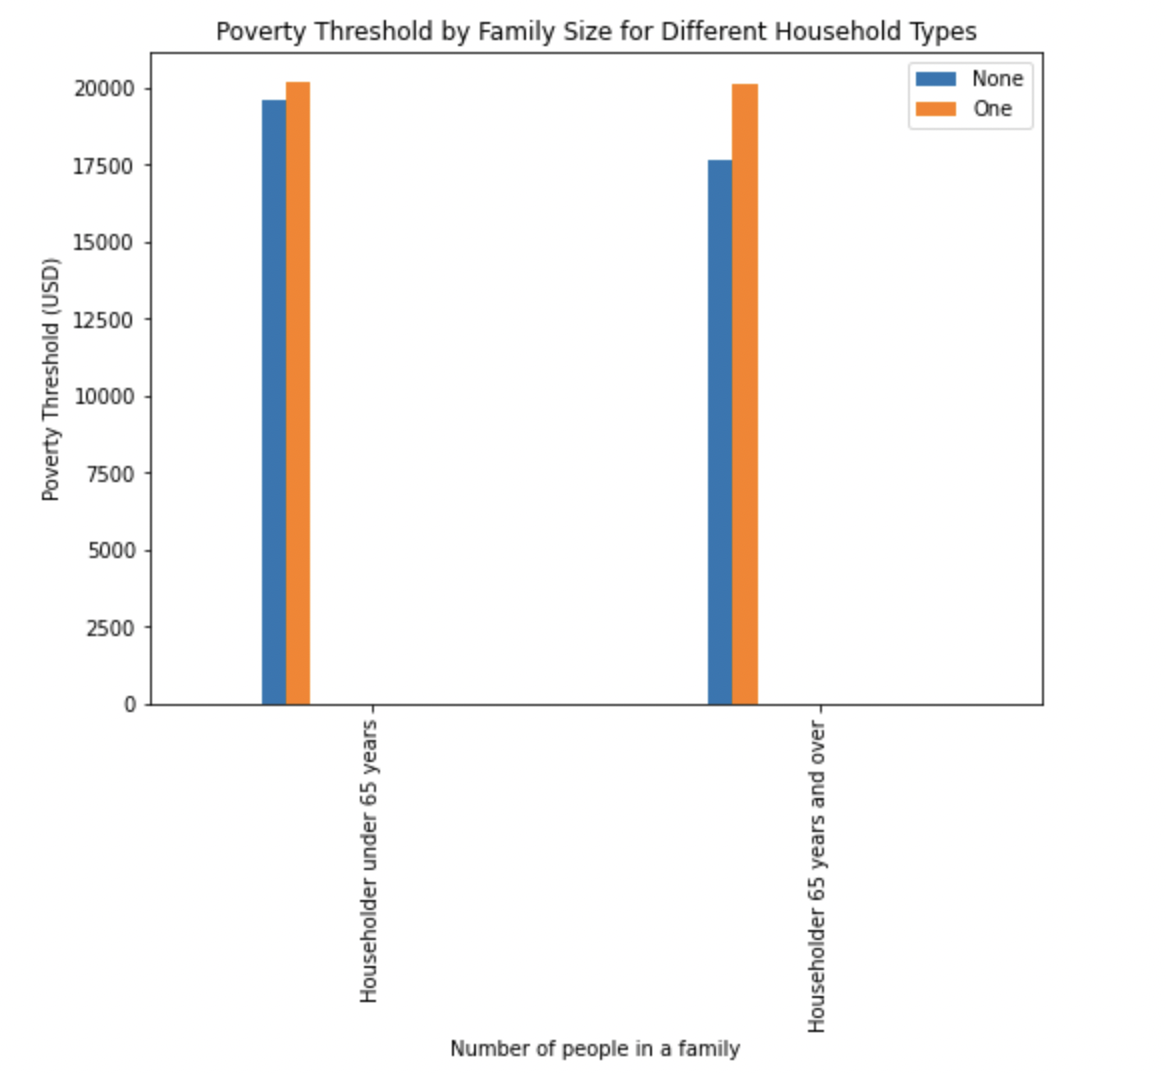 Poverty Threshold by Family Size for Different Household Types
None
One
20000
17500
15000
12500
10000
7500
5000
2500
0
Poverty Threshold (USD)
Householder under 65 years
Householder 65 years and over
Number of people in a family